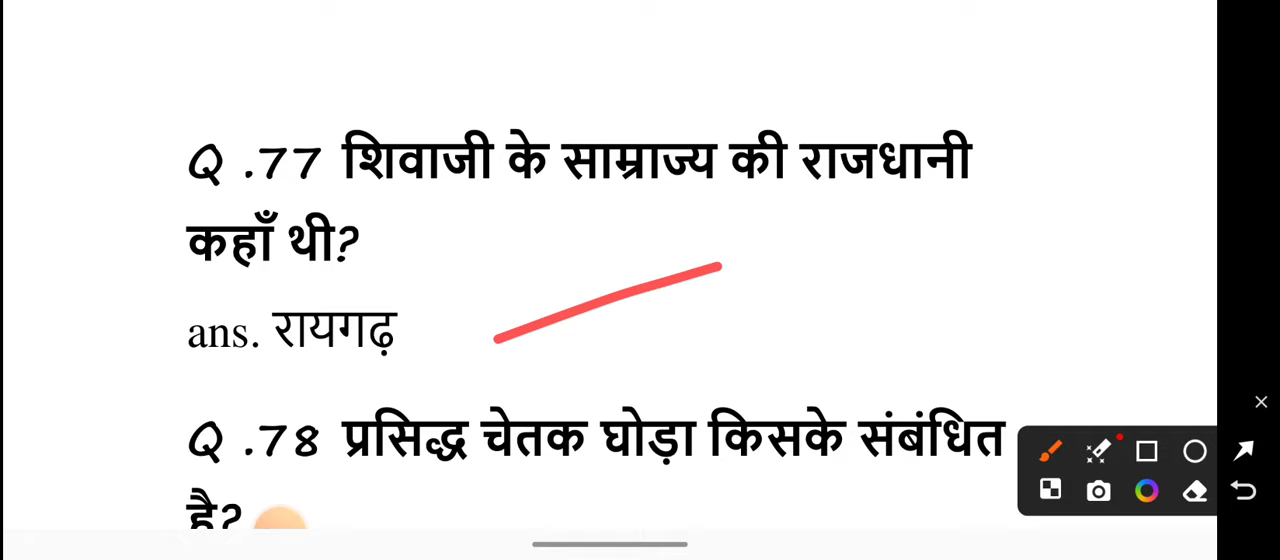 Q .77 शिवाजी के साम्राज्य की राजधानी
कहाँ थी?
ans. रायगढ़
Q .78 प्रसिद्ध चेतक घोड़ा किसके संबंधित
है?